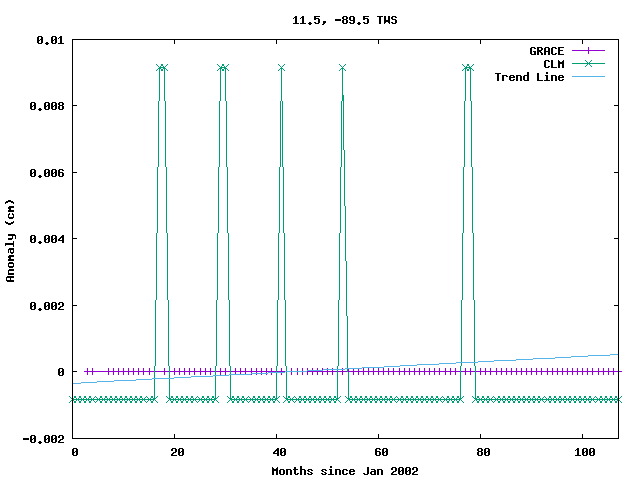 11.5, -89.5 TWS
GRACE
CLM
Trend Line
0.01
0.008
0.006
0.004
0.002
0
-0.002
Anomaly (cm)
0 20 40 60 80 100
Months since Jan 2002